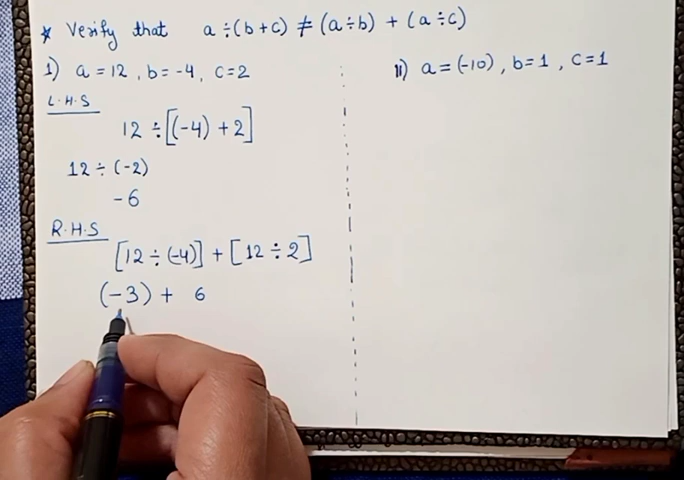 * Verify that a ÷ (b + c) ≠ (a ÷ b) + (a ÷ c)
I) a = 12 , b = -4 , c = 2
L.H.S
12 ÷ [(-4) + 2]
12 ÷ (-2)
-6
R.H.S
[12 ÷ (-4)] + [12 ÷ 2]
(-3) + 6
II) a = (-10) , b = 1 , c = 1